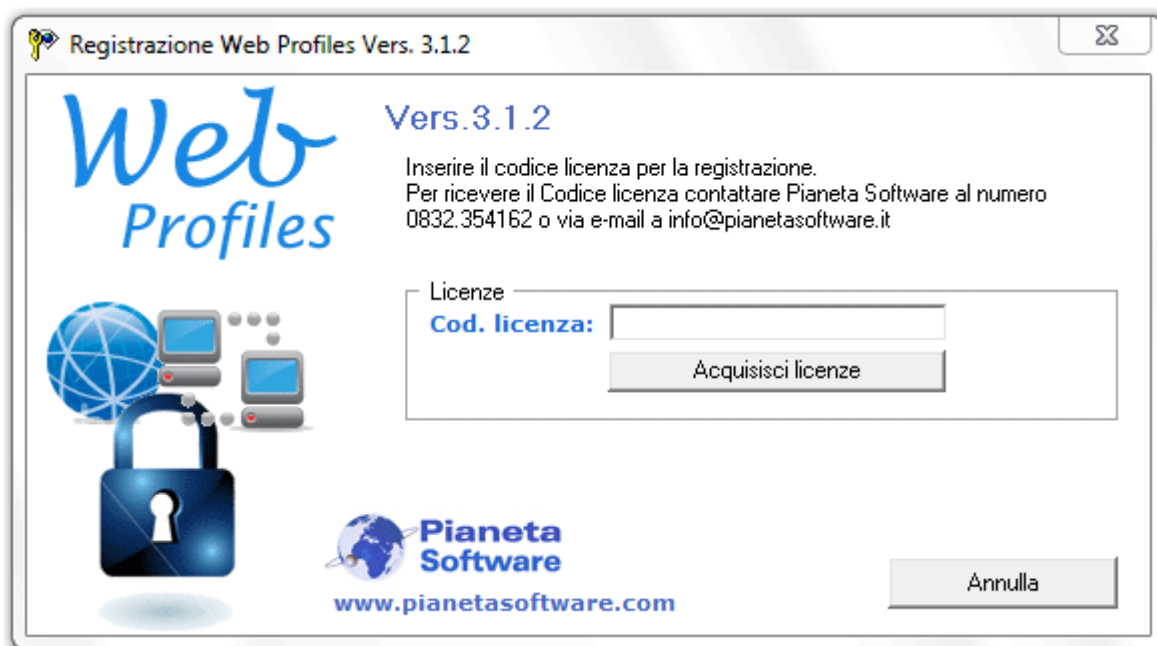 Registrazione Web Profiles Vers. 3.1.2
Web
Profiles
Vers.3.1.2
Inserire il codice licenza per la registrazione.
Per ricevere il Codice licenza contattare Pianeta Software al numero
0832.354162 o via e-mail a info@pianetasoftware.it
Licenze
Cod. licenza:
Acquisisci licenze
Pianeta
Software
www.pianetasoftware.com
Annulla